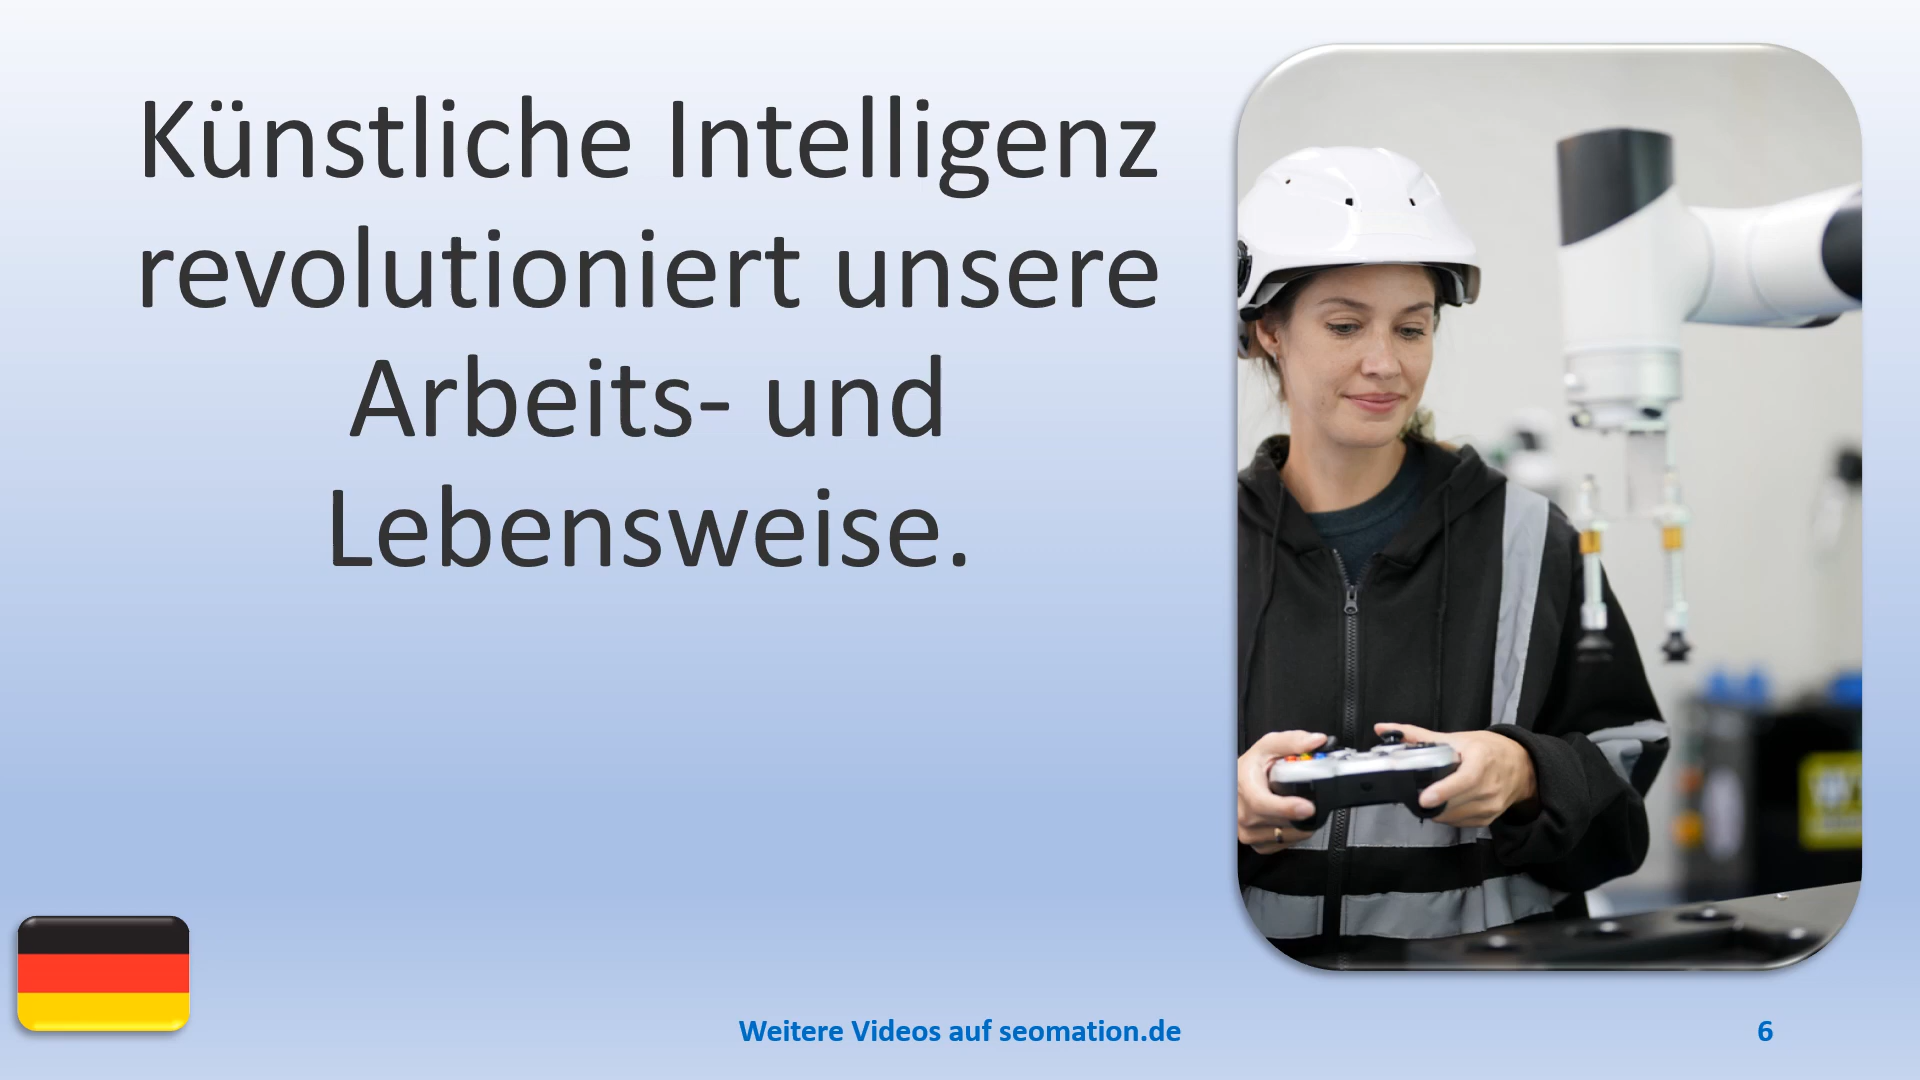 Künstliche Intelligenz
revolutioniert unsere
Arbeits- und
Lebensweise.
Weitere Videos auf seomation.de
6